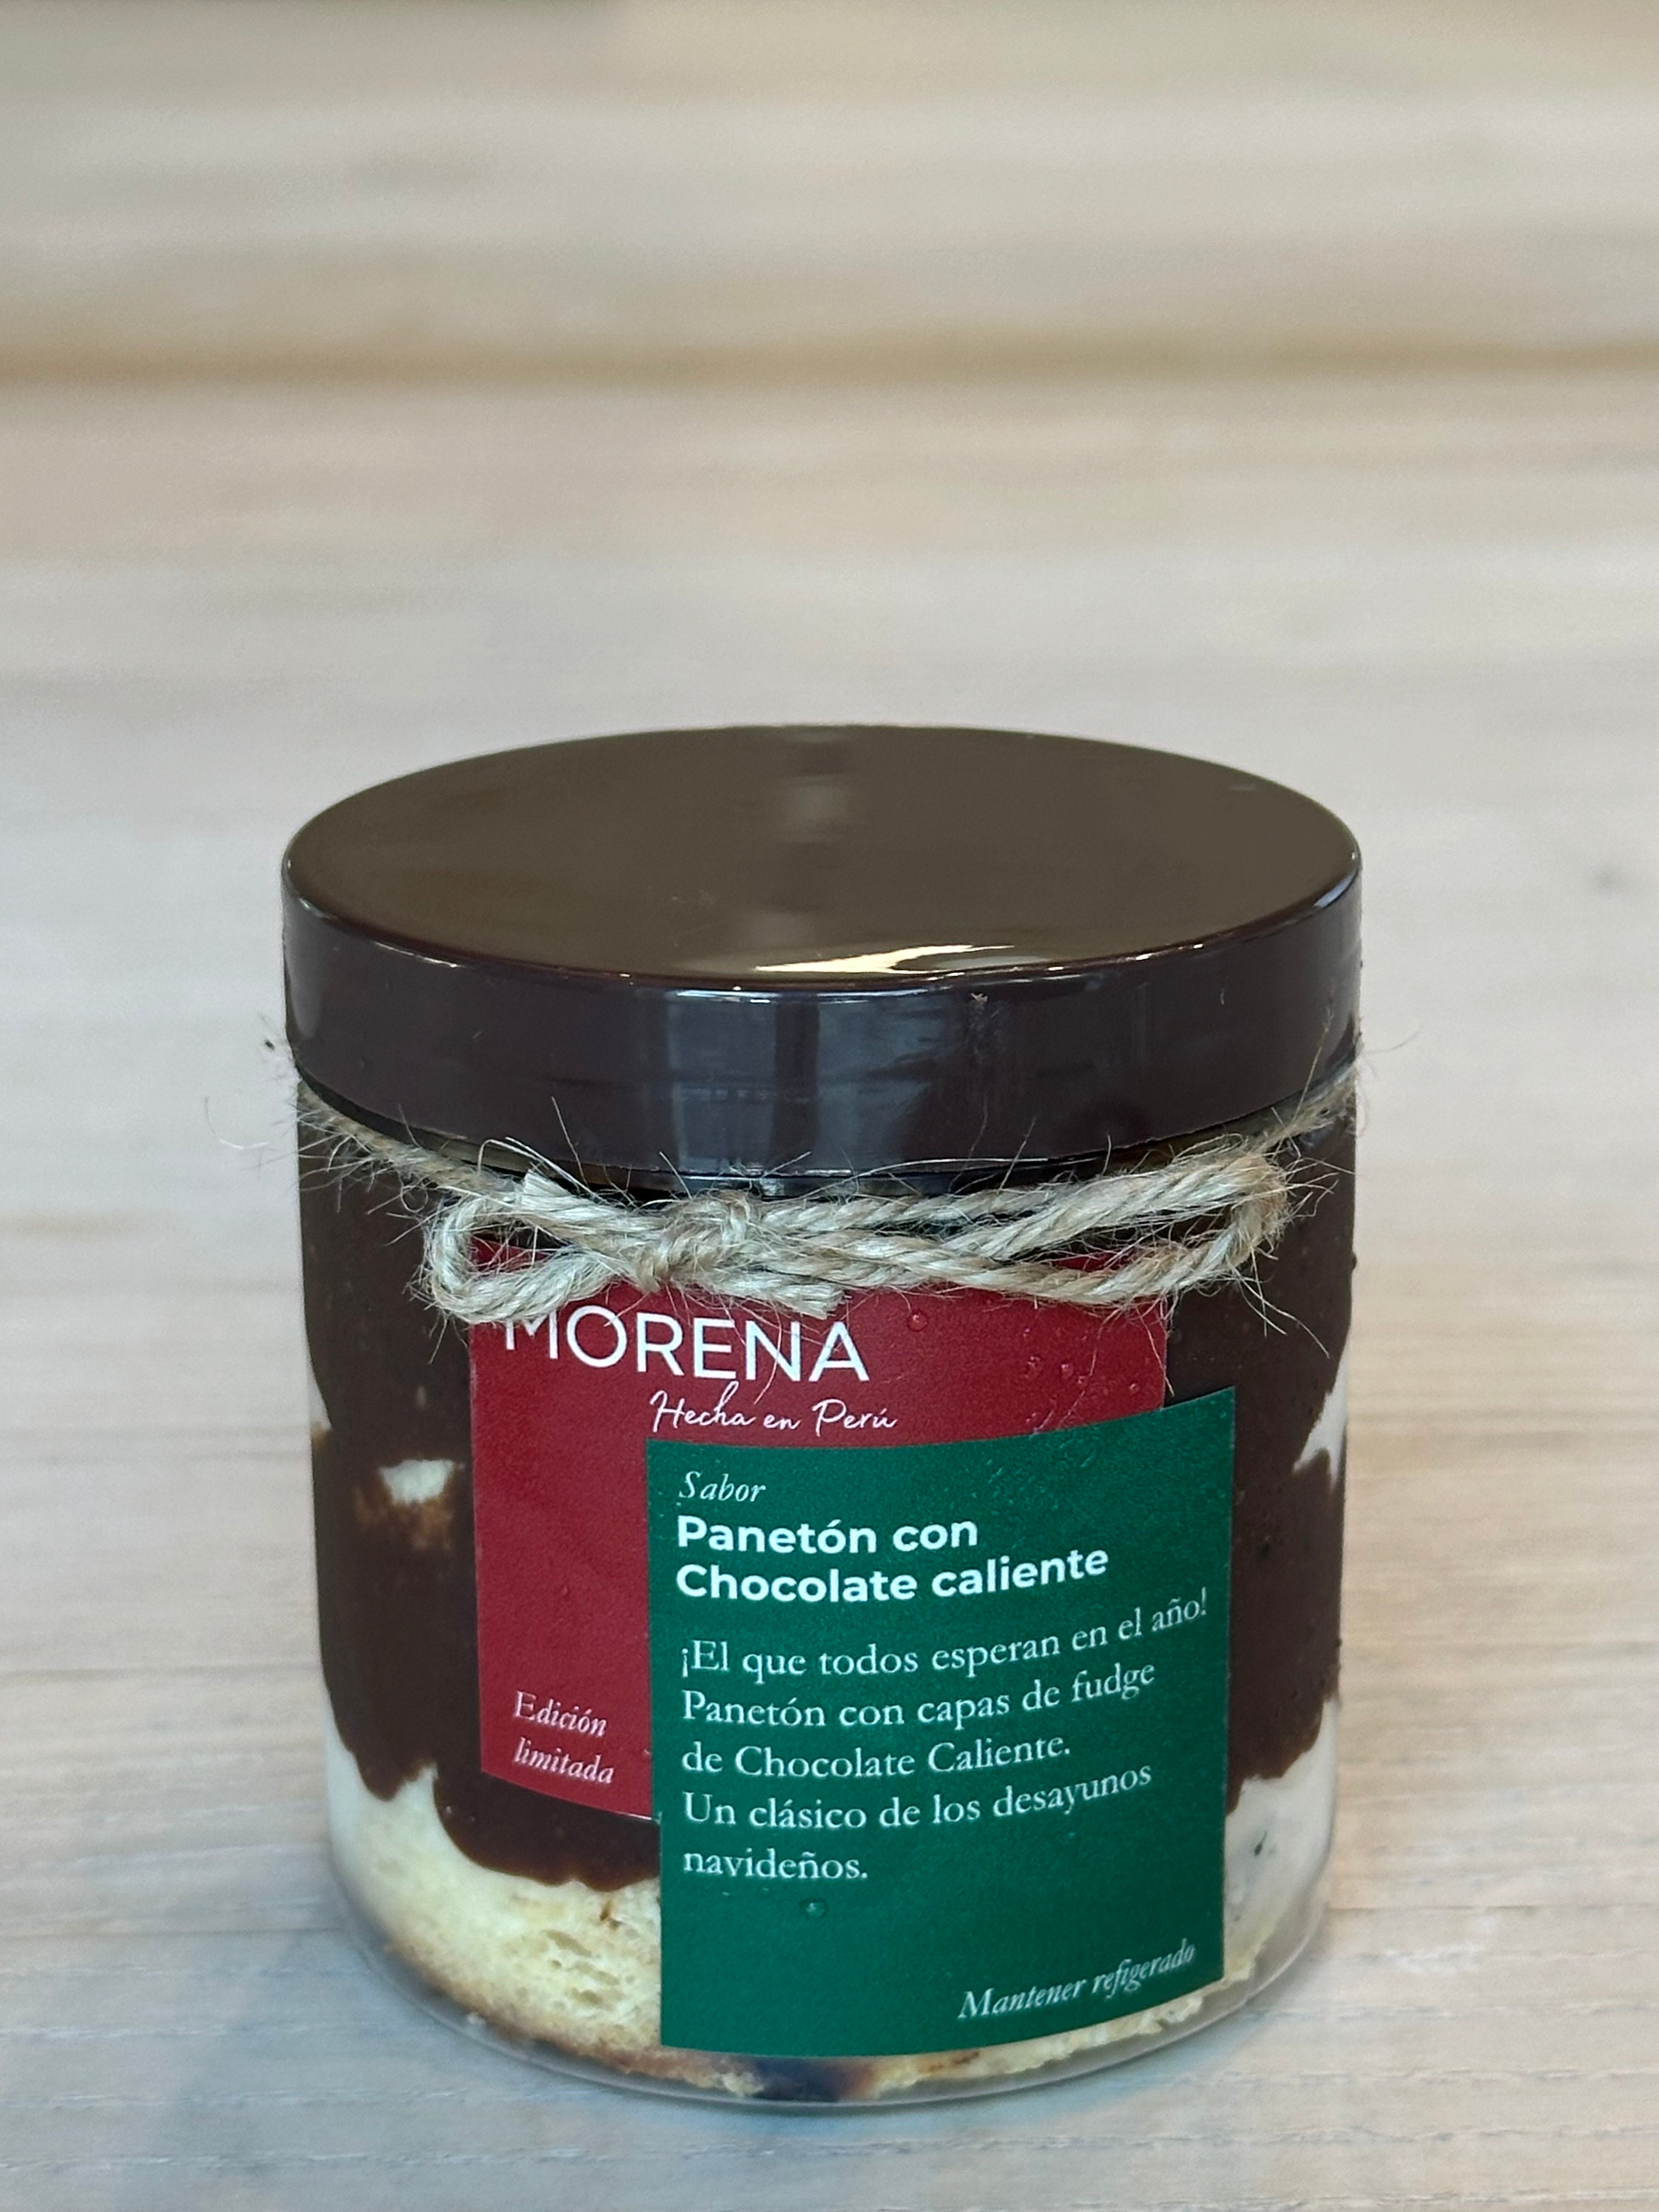 MORENA
Hecha en Perú
Sabor
Panetón con
Chocolate caliente
¡El que todos esperan en el año!
Panetón con capas de fudge
de Chocolate Caliente.
Un clásico de los desayunos
navideños.
Edición
limitada
Mantener refigerado